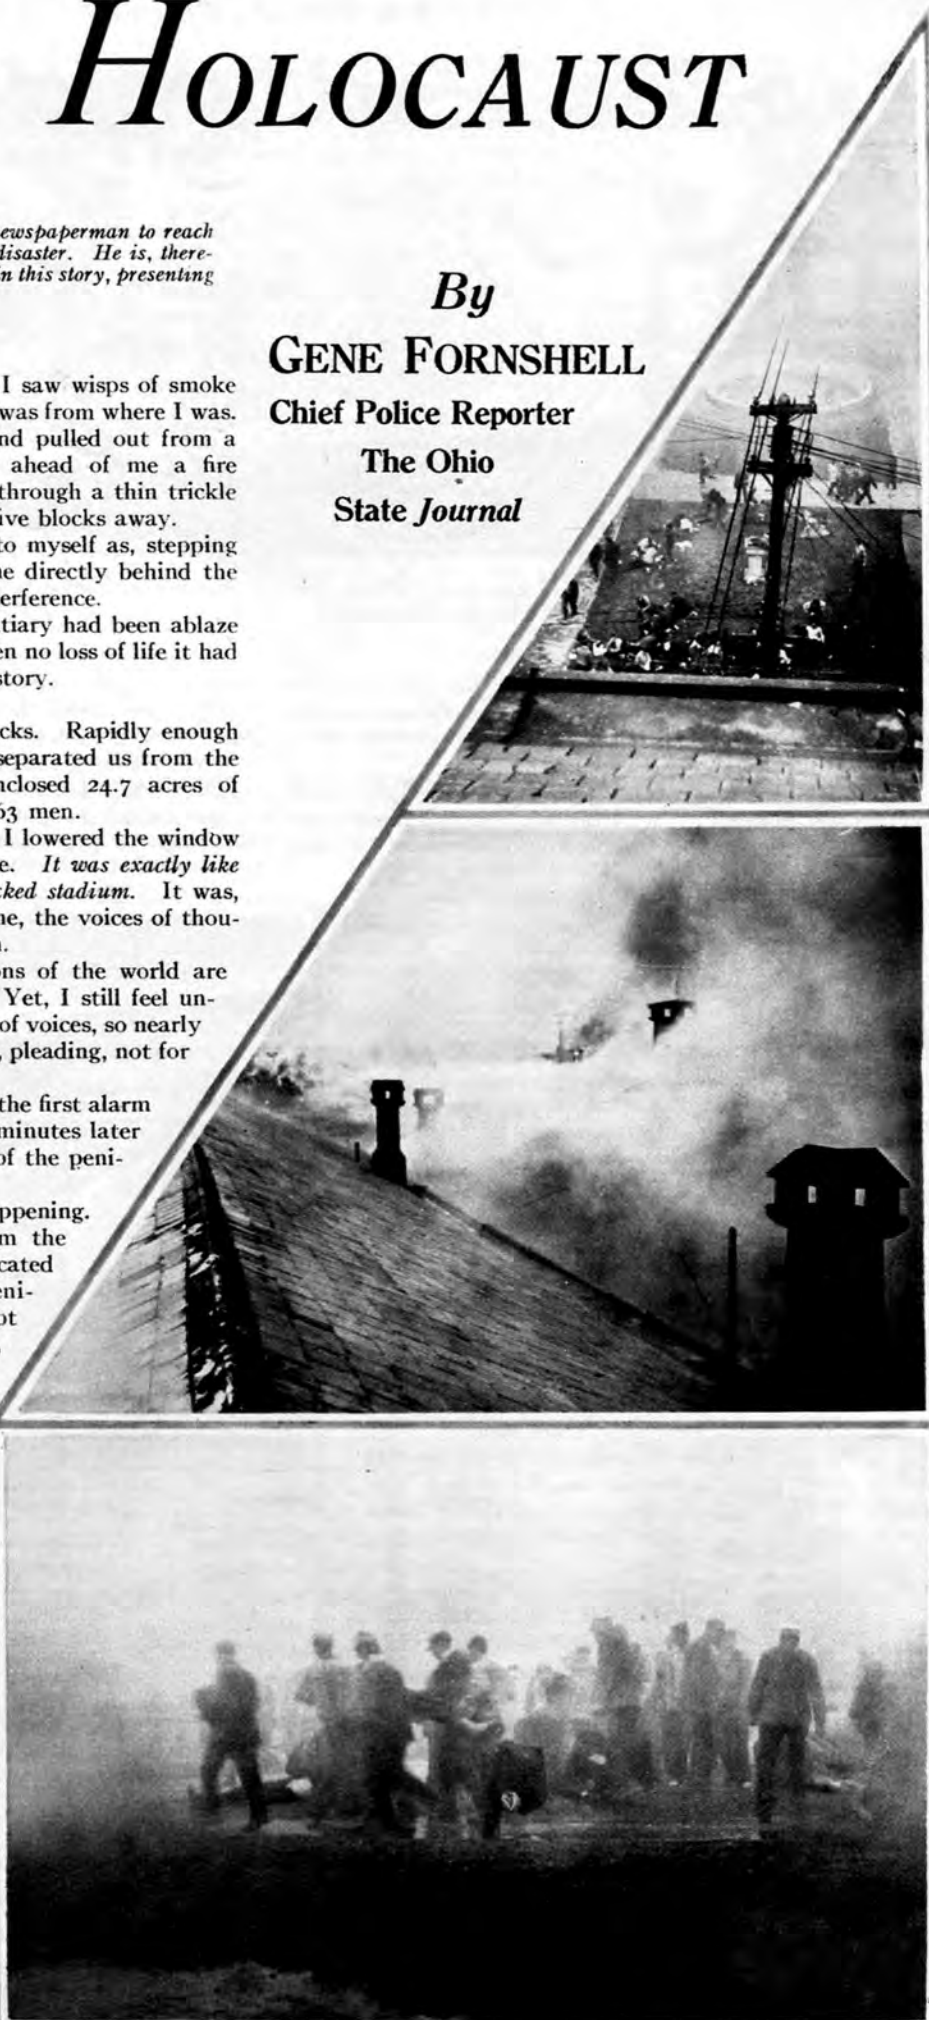 HOLOCAUST
ewspaperman to reach
disaster. He is, there-
n this story, presenting
By
GENE FORNSHELL
Chief Police Reporter
The Ohio
State Journal
I saw wisps of smoke
was from where I was.
nd pulled out from a
ahead of me a fire
through a thin trickle
ive blocks away.
to myself as, stepping
ne directly behind the
erference.
tiary had been ablaze
en no loss of life it had
story.
cks. Rapidly enough
separated us from the
nclosed 24.7 acres of
63 men.
I lowered the window
e. It was exactly like
cked stadium. It was,
ne, the voices of thou-
ns of the world are
Yet, I still feel un-
of voices, so nearly
, pleading, not for
the first alarm
minutes later
of the peni-
ppening.
m the
cated
eni-
ot